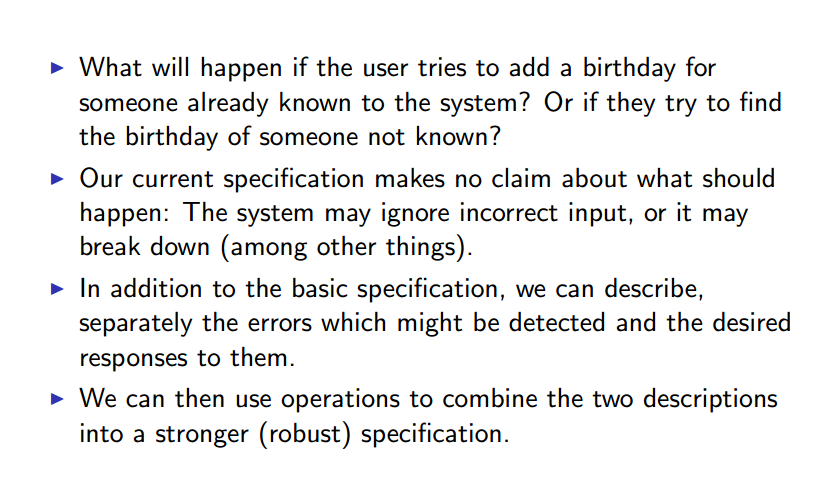 ▶ What will happen if the user tries to add a birthday for
someone already known to the system? Or if they try to find
the birthday of someone not known?
▶ Our current specification makes no claim about what should
happen: The system may ignore incorrect input, or it may
break down (among other things).
▶ In addition to the basic specification, we can describe,
separately the errors which might be detected and the desired
responses to them.
▶ We can then use operations to combine the two descriptions
into a stronger (robust) specification.